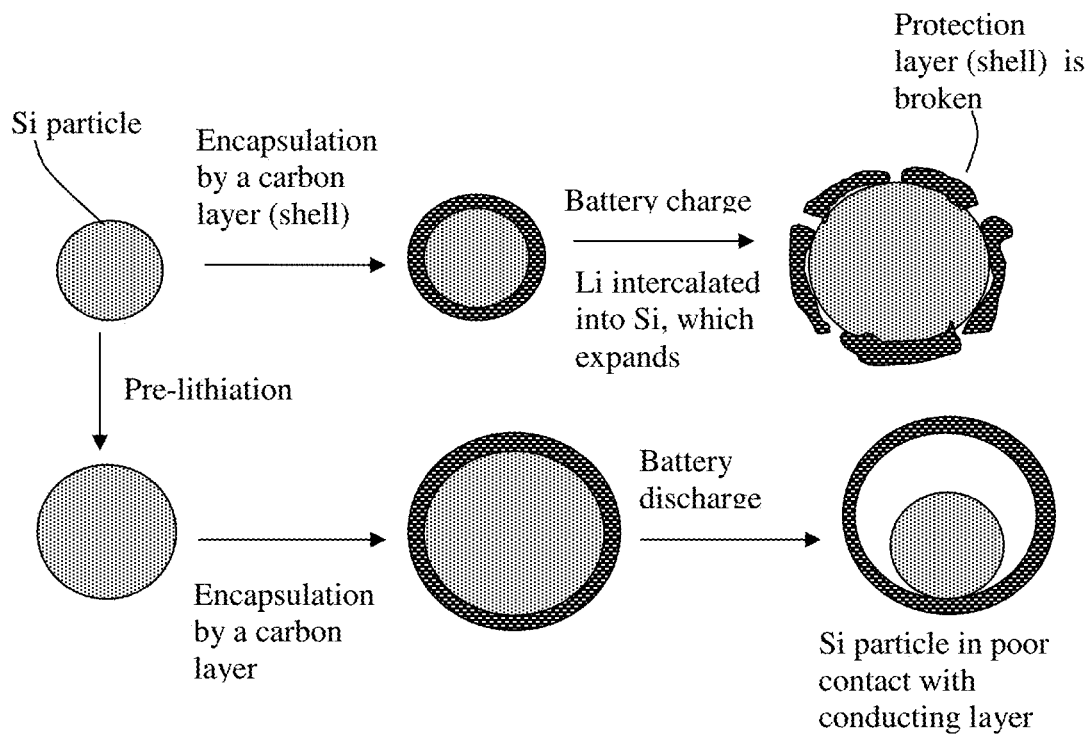 Protection
layer (shell) is
broken
Si particle
Encapsulation
by a carbon
layer (shell)
Battery charge
Li intercalated
into Si, which
expands
Pre-lithiation
Battery
discharge
Encapsulation
by a carbon
layer
Si particle in poor
contact with
conducting layer